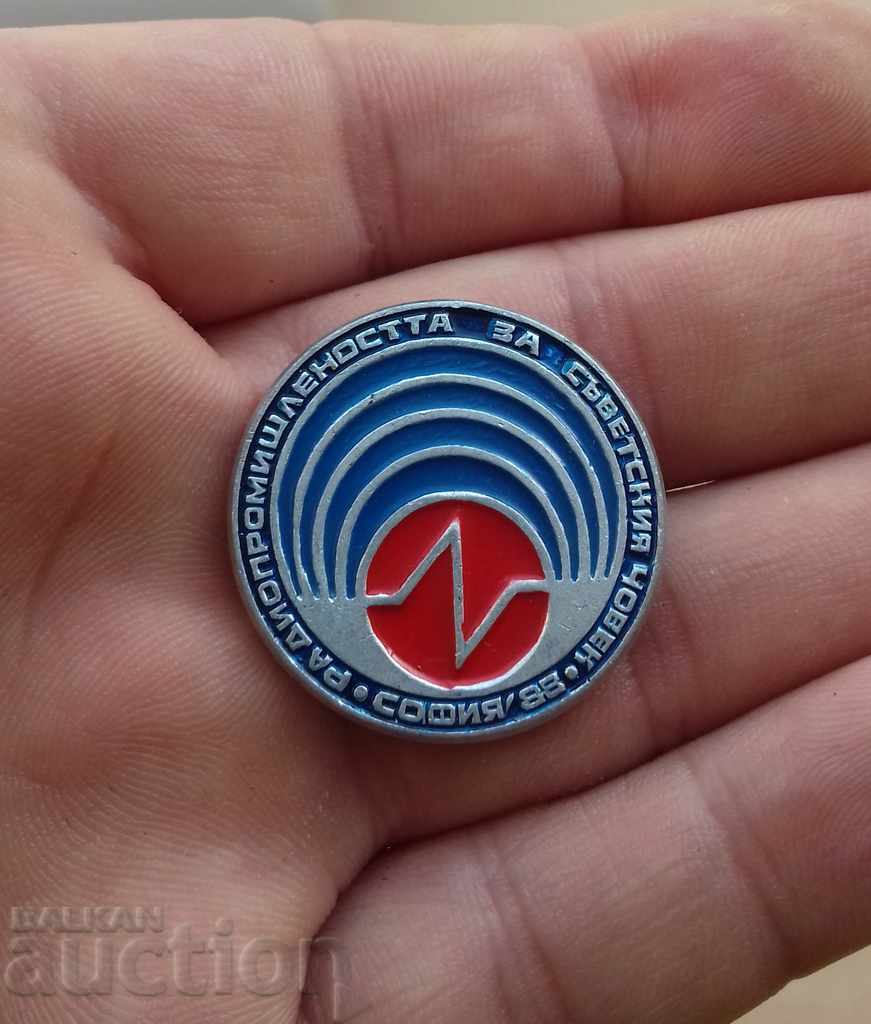 • РАДИОПРОМИШЛЕНОСТТА ЗА СЪВЕТСКИЯ ЧОВЕК •
СОФИЯ'88
BALKAN
auction